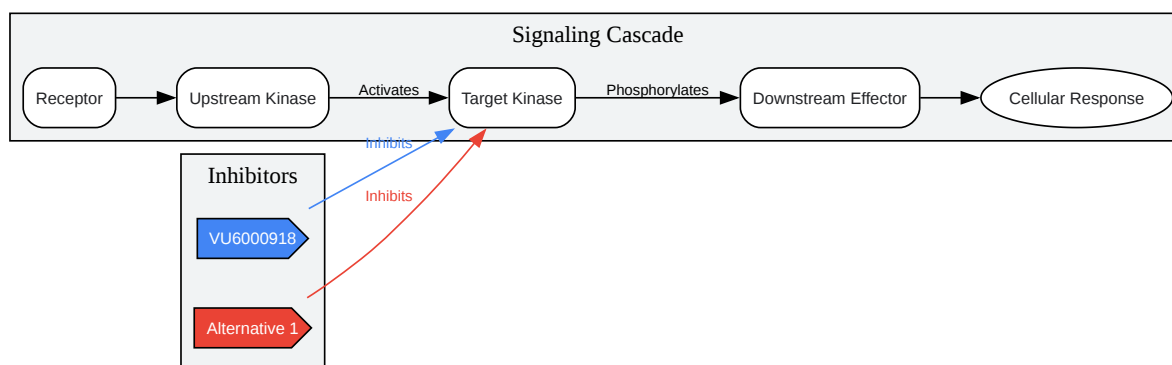 Signaling Cascade
Receptor
Upstream Kinase
Activates
Target Kinase
Phosphorylates
Downstream Effector
Cellular Response
Inhibits
Inhibitors
Inhibits
VU6000918
Alternative 1